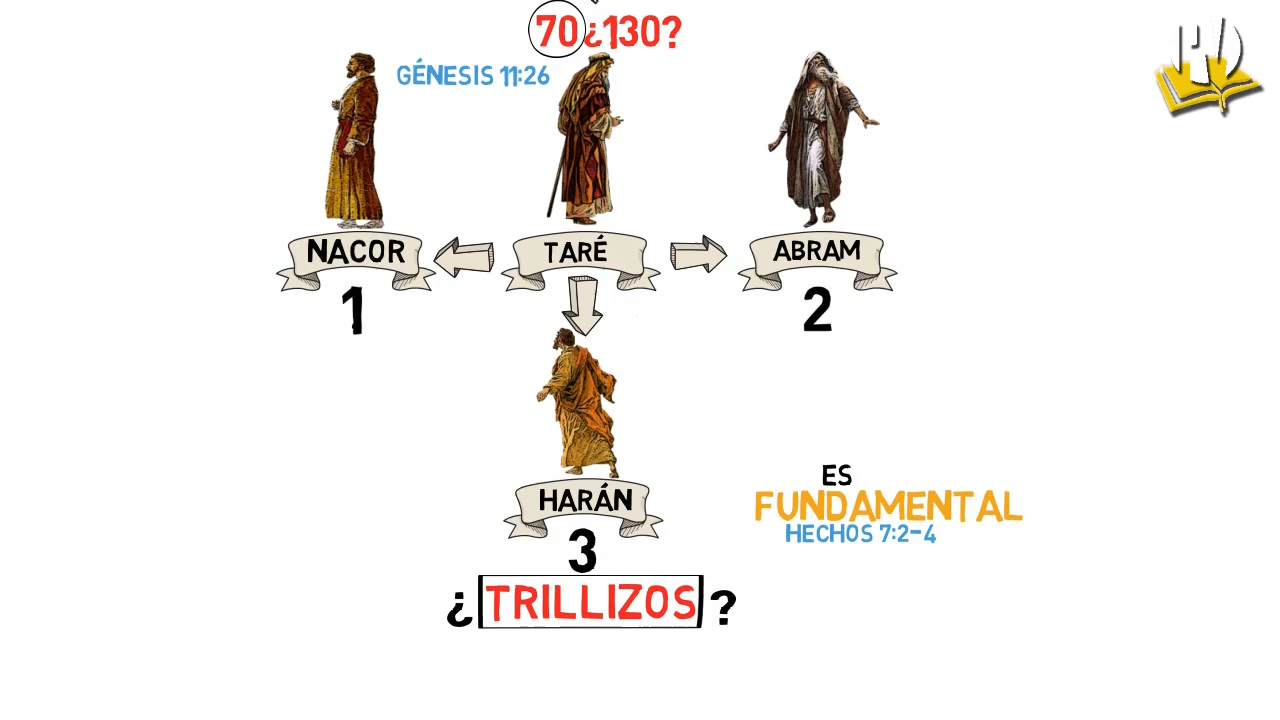 70 ¿130?
GÉNESIS 11:26
NACOR
TARÉ
ABRAM
1
2
HARÁN
3
ES
FUNDAMENTAL
HECHOS 7:2-4
¿TRILLIZOS?